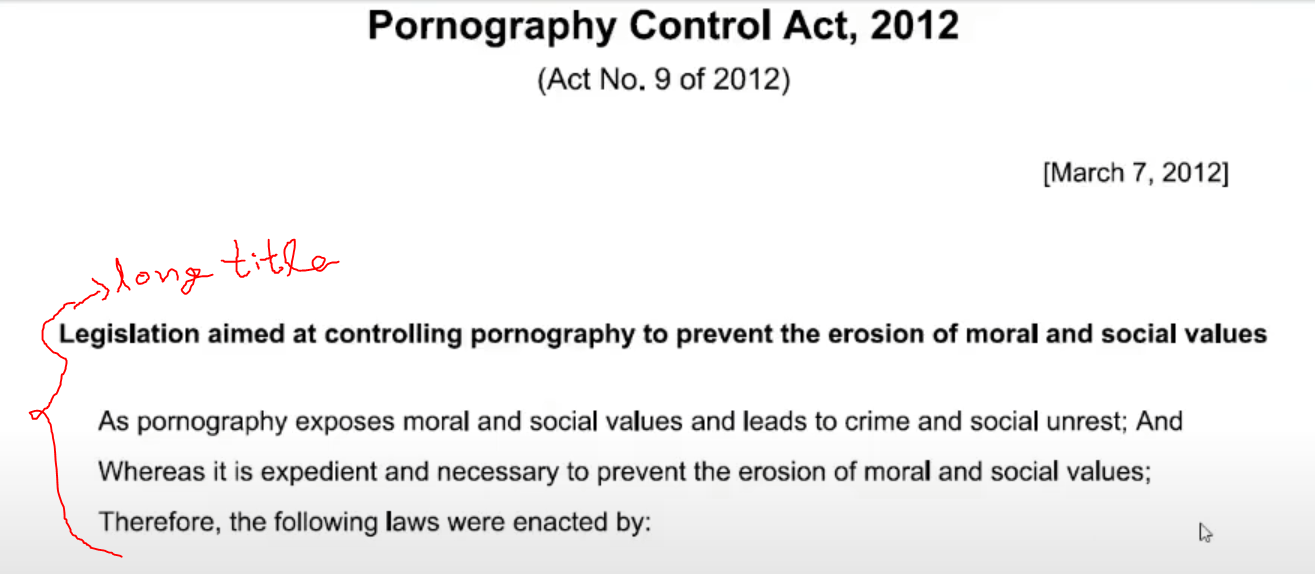 Pornography Control Act, 2012
(Act No. 9 of 2012)
[March 7, 2012]
long title
Legislation aimed at controlling pornography to prevent the erosion of moral and social values
As pornography exposes moral and social values and leads to crime and social unrest; And
Whereas it is expedient and necessary to prevent the erosion of moral and social values;
Therefore, the following laws were enacted by: